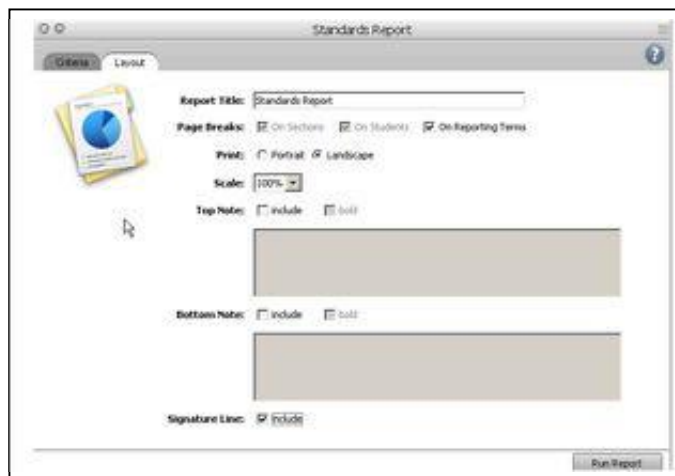 Standards Report
Criteria Layout
Report Title: Standards Report
Page Breaks: On Sections On Students On Reporting Terms
Print: Portrait Landscape
Scale: 100%
Top Note: include bold
Bottom Note: include bold
Signature Line: include
Run Report